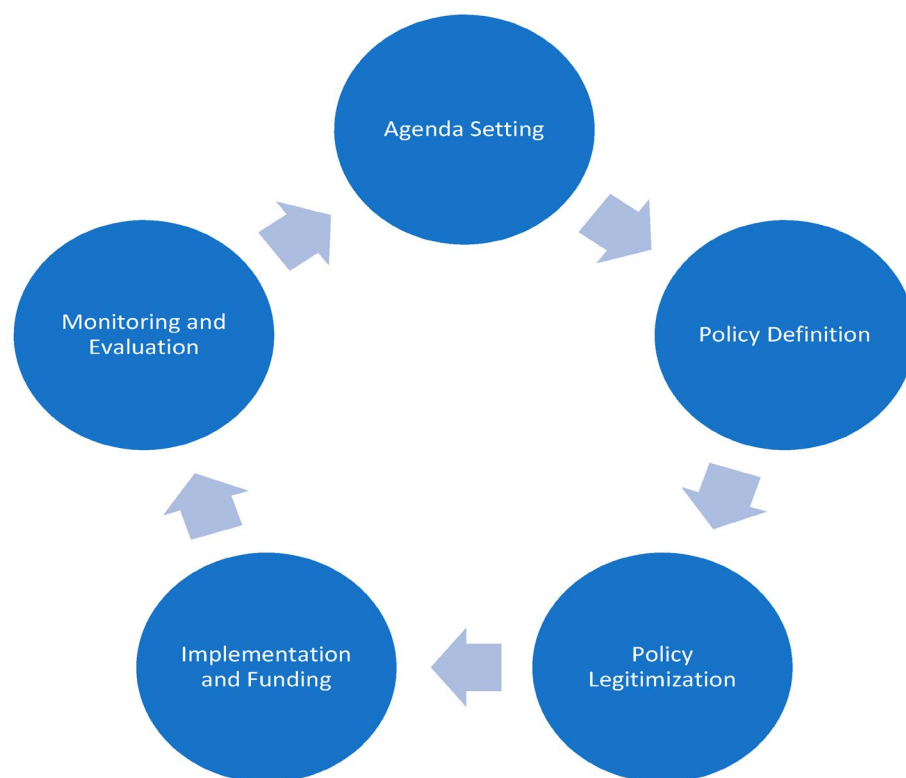 Agenda Setting
Policy Definition
Policy
Legitimization
Implementation
and Funding
Monitoring and
Evaluation